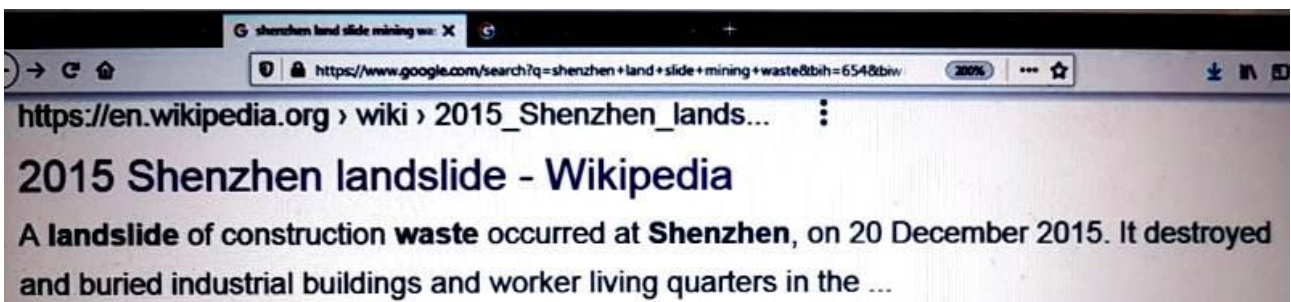 G shenzhen land slide mining wa: X G +
https://www.google.com/search?q=shenzhen+land+slide+mining+waste&bih=654&biw 200% ...
https://en.wikipedia.org › wiki › 2015_Shenzhen_lands...
2015 Shenzhen landslide - Wikipedia
A landslide of construction waste occurred at Shenzhen, on 20 December 2015. It destroyed
and buried industrial buildings and worker living quarters in the ...